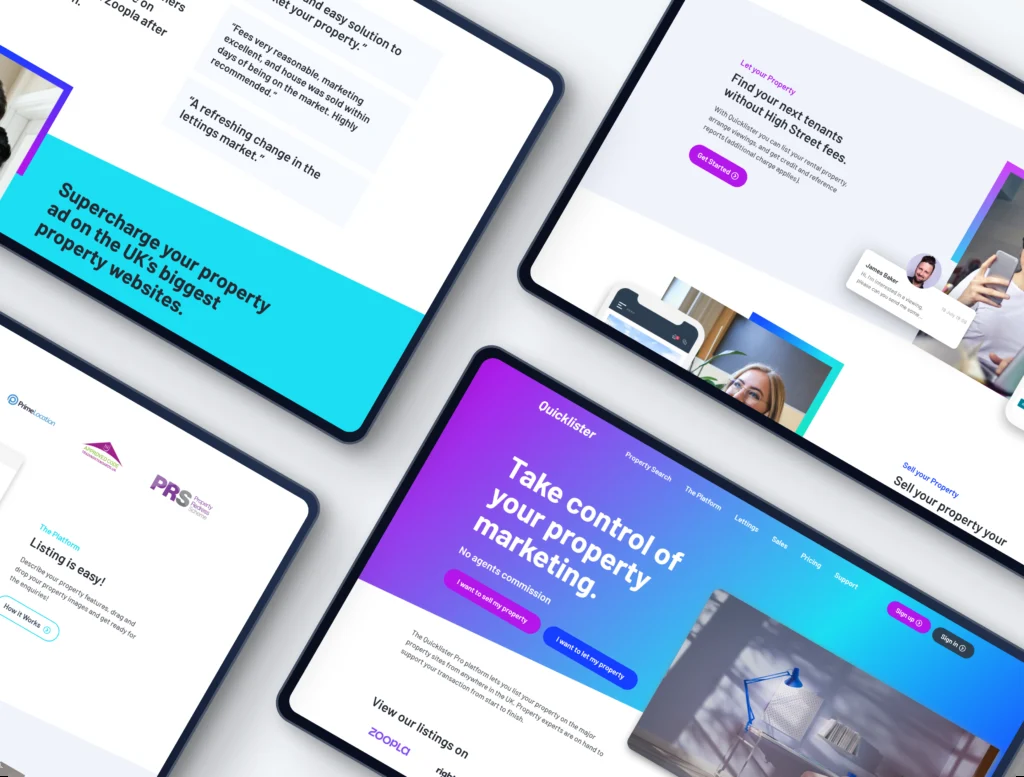 Zoopla after
and easy solution to
ket your property."
"Fees very reasonable, marketing
excellent, and house was sold within
days of being on the market. Highly
recommended."
"A refreshing change in the
lettings market."
Supercharge your property
ad on the UK's biggest
property websites.
Let your Property
Find your next tenants
without High Street fees.
With Quicklister you can list your rental property,
arrange viewings, and get credit and reference
reports (additional charge applies).
Get Started
James Baker
Hi, I'm interested in a viewing,
please can you send me some...
Sell your Property
Sell your property your
PrimeLocation
PRS Property
Redress
Scheme
The Platform
Listing is easy!
Describe your property features, drag and
drop your property images and get ready for
the enquiries!
How it Works
Quicklister
Property Search
The Platform
Lettings
Sales
Pricing
Support
Sign up
Sign in
Take control of
your property
marketing.
No agents commission
I want to sell my property
I want to let my property
The Quicklister Pro platform lets you list your property on the major
property sites from anywhere in the UK. Property experts are on hand to
support your transaction from start to finish.
View our listings on
Zoopla